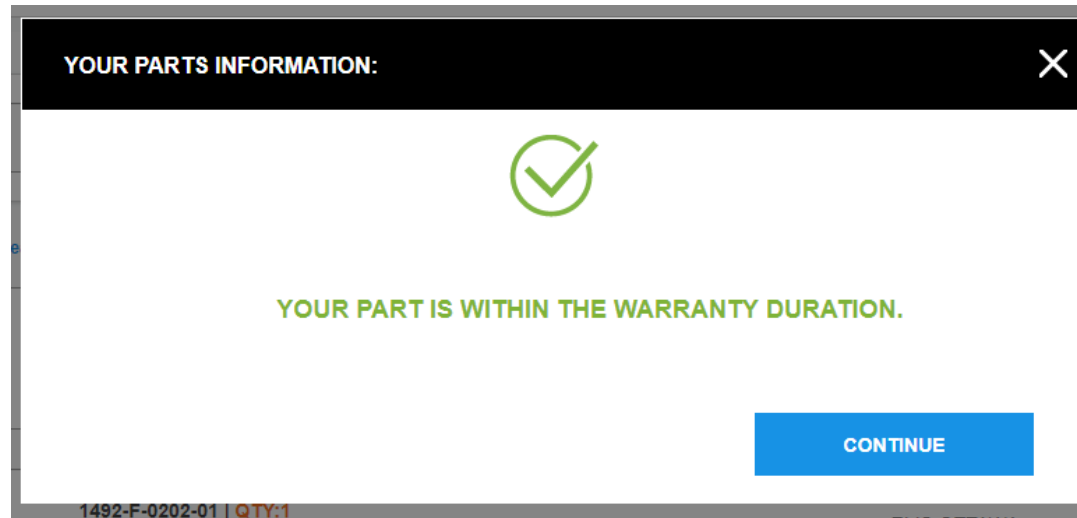 YOUR PARTS INFORMATION:
YOUR PART IS WITHIN THE WARRANTY DURATION.
CONTINUE
1492-F-0202-01 | QTY:1